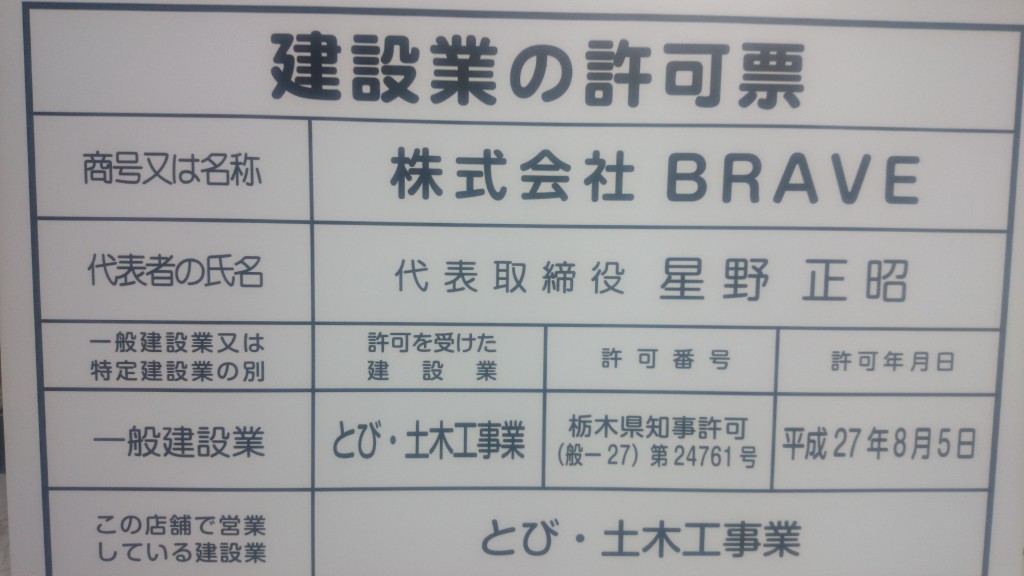 建設業の許可票
商号又は名称
株式会社 BRAVE
代表者の氏名
代表取締役 星野 正昭
一般建設業又は
特定建設業の別
許可を受けた
建設業
許可番号
許可年月日
一般建設業
とび・土木工事業
栃木県知事許可
(般ー27)第24761号
平成27年8月5日
この店舗で営業
している建設業
とび・土木工事業